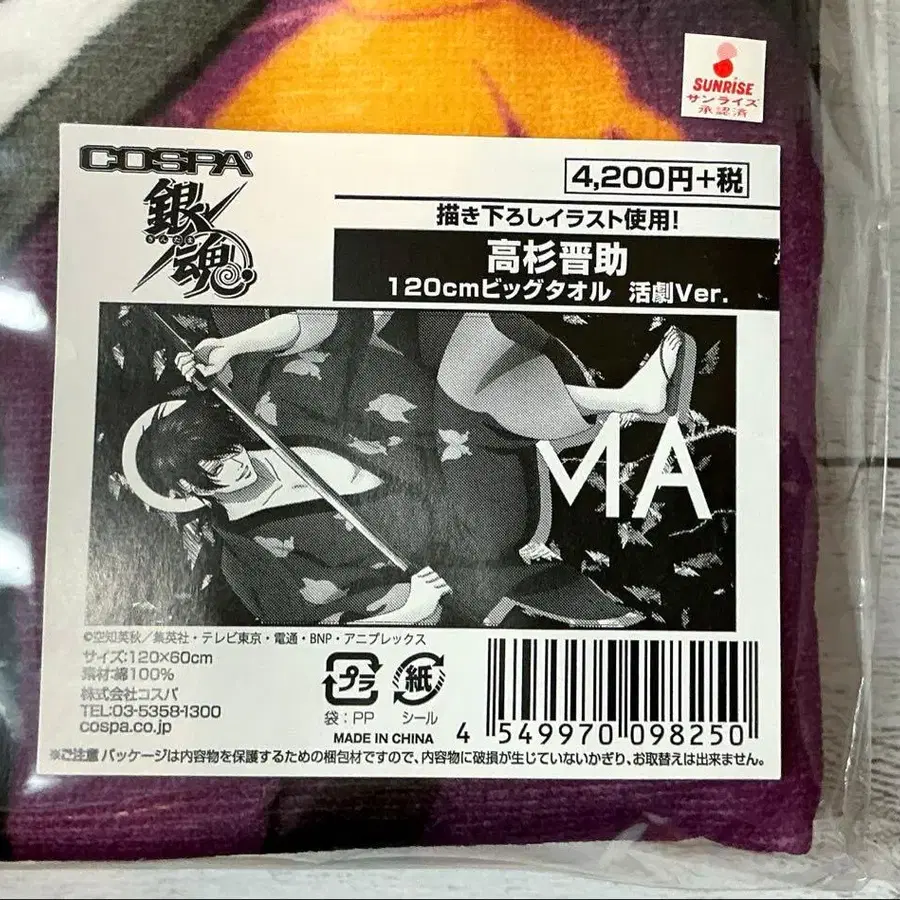 SUNRISE
サンライズ
承認済
COSPA®
銀魂
ぎんたま
4,200円+税
描き下ろしイラスト使用!
高杉晋助
120cmビッグタオル 活劇Ver.
MA
©空知英秋/集英社・テレビ東京・電通・BNP・アニプレックス
サイズ:120×60cm
素材:綿100%
株式会社コスパ
TEL:03-5358-1300
cospa.co.jp
プラ
紙
袋:PP シール
MADE IN CHINA
4 549970 098250
※ご注意 パッケージは内容物を保護するための梱包材ですので、内容物に破損が生じていないかぎり、お取替えは出来ません。